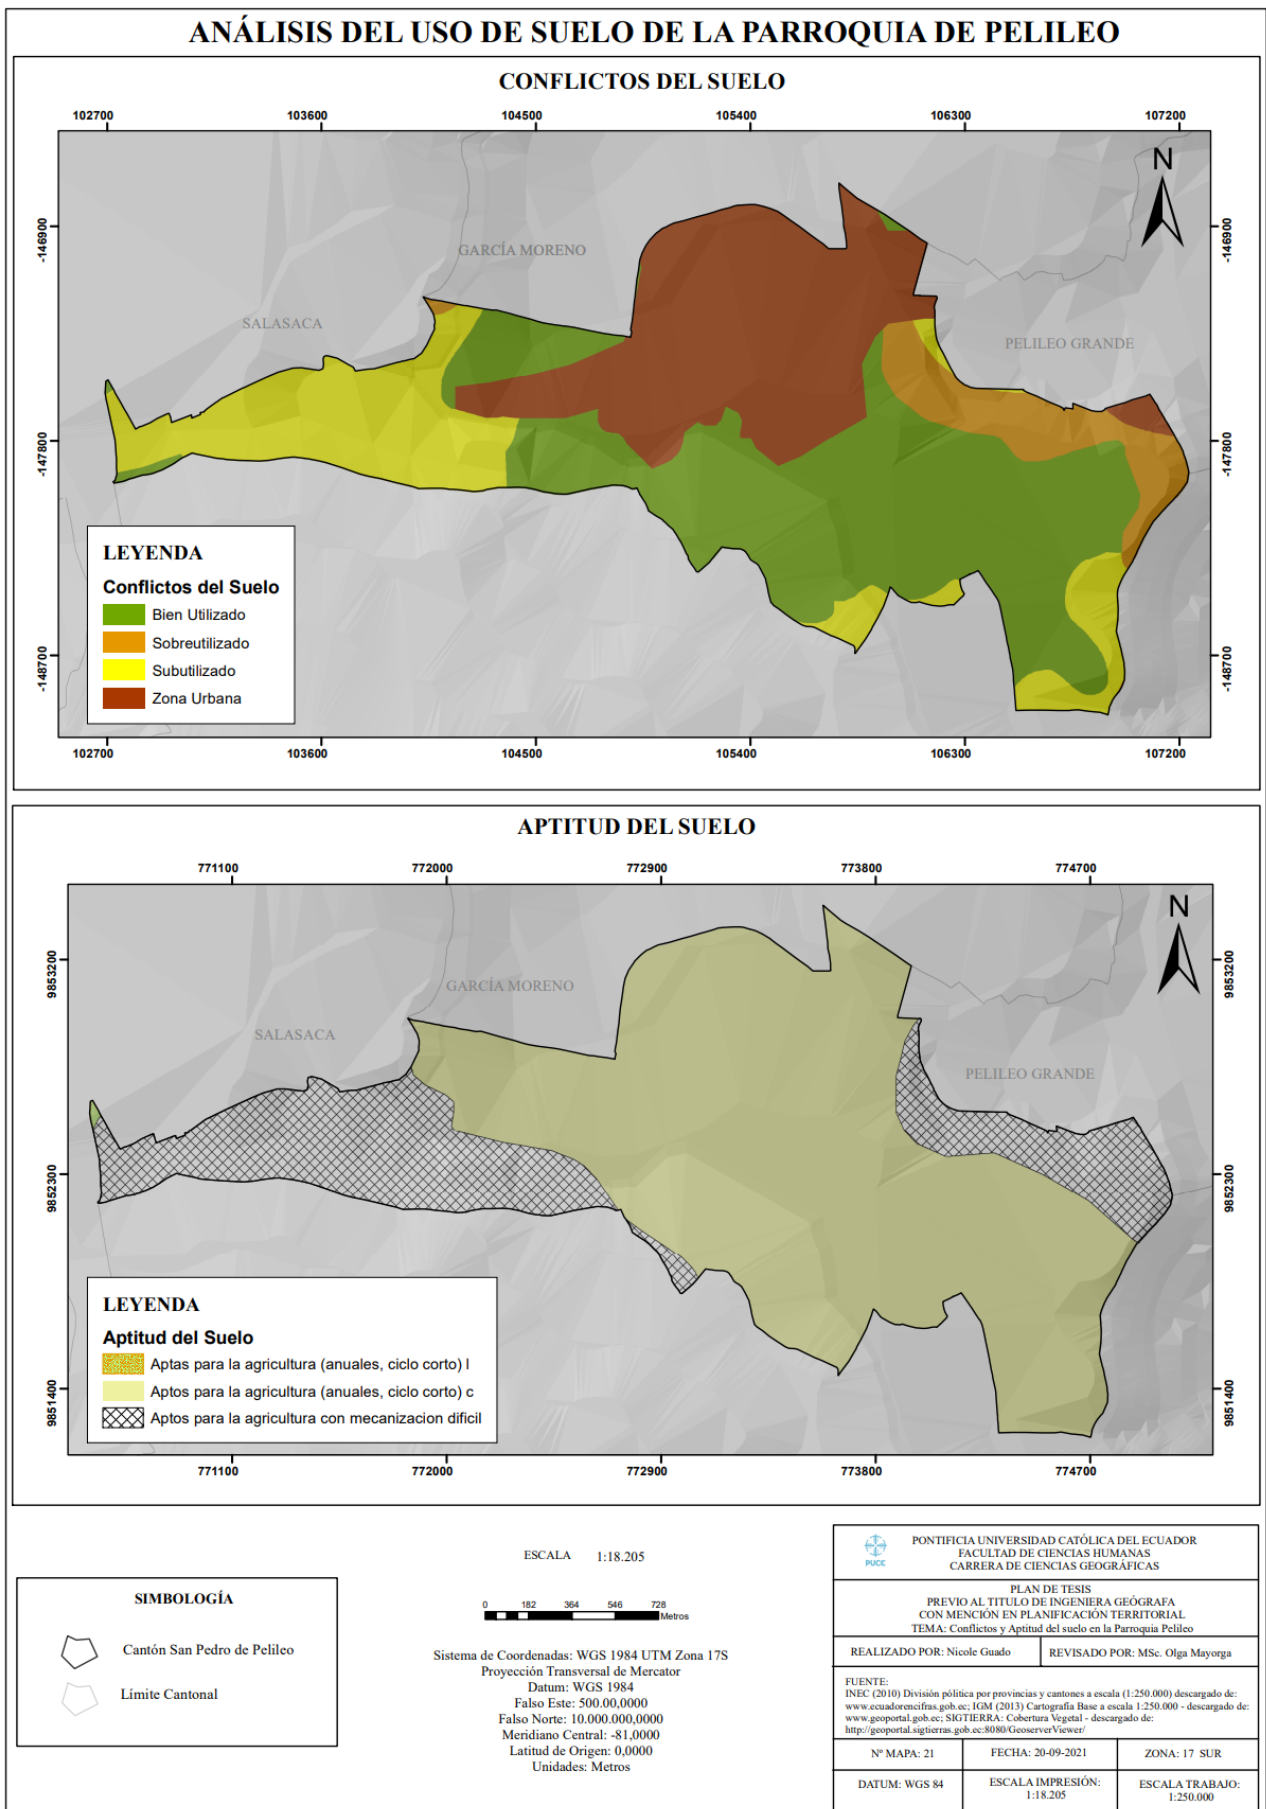 ANÁLISIS DEL USO DE SUELO DE LA PARROQUIA DE PELILEO
CONFLICTOS DEL SUELO
102700 103600 104500 105400 106300 107200
N
-146900 -146900
GARCÍA MORENO
SALASACA
PELILEO GRANDE
-147800 -147800
LEYENDA
Conflictos del Suelo
Bien Utilizado
Sobreutilizado
Subutilizado
Zona Urbana
-148700 -148700
102700 103600 104500 105400 106300 107200
APTITUD DEL SUELO
771100 772000 772900 773800 774700
N
9853200 9853200
GARCÍA MORENO
SALASACA
PELILEO GRANDE
9852300 9852300
LEYENDA
Aptitud del Suelo
Aptas para la agricultura (anuales, ciclo corto) l
Aptos para la agricultura (anuales, ciclo corto) c
Aptos para la agricultura con mecanizacion dificil
9851400 9851400
771100 772000 772900 773800 774700
SIMBOLOGÍA
Cantón San Pedro de Pelileo
Límite Cantonal
ESCALA 1:18.205
0 182 364 546 728
Metros
Sistema de Coordenadas: WGS 1984 UTM Zona 17S
Proyección Transversal de Mercator
Datum: WGS 1984
Falso Este: 500.00,0000
Falso Norte: 10.000.000,0000
Meridiano Central: -81,0000
Latitud de Origen: 0,0000
Unidades: Metros
PUCE
PONTIFICIA UNIVERSIDAD CATÓLICA DEL ECUADOR
FACULTAD DE CIENCIAS HUMANAS
CARRERA DE CIENCIAS GEOGRÁFICAS
PLAN DE TESIS
PREVIO AL TITULO DE INGENIERA GEÓGRAFA
CON MENCIÓN EN PLANIFICACIÓN TERRITORIAL
TEMA: Conflictos y Aptitud del suelo en la Parroquia Pelileo
REALIZADO POR: Nicole Guado
REVISADO POR: MSc. Olga Mayorga
FUENTE:
INEC (2010) División pólitica por provincias y cantones a escala (1:250.000) descargado de:
www.ecuadorencifras.gob.ec; IGM (2013) Cartografía Base a escala 1:250.000 - descargado de:
www.geoportal.gob.ec; SIGTIERRA: Cobertura Vegetal - descargado de:
http://geoportal.sigtierras.gob.ec:8080/GeoserverViewer/
N° MAPA: 21
FECHA: 20-09-2021
ZONA: 17 SUR
DATUM: WGS 84
ESCALA IMPRESIÓN:
1:18.205
ESCALA TRABAJO:
1:250.000